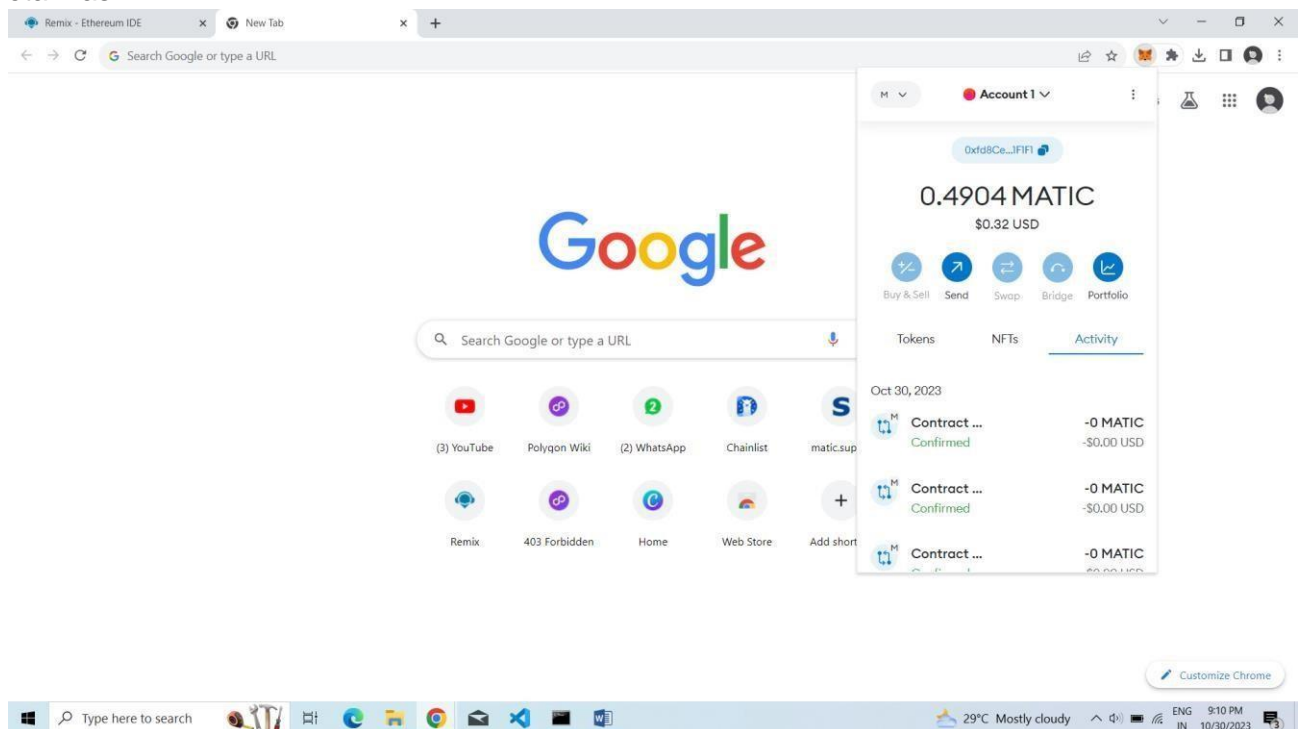 Remix - Ethereum IDE
New Tab
Search Google or type a URL
M
Account 1
0xfd8Ce...1F1F1
0.4904 MATIC
$0.32 USD
Buy & Sell Send Swap Bridge Portfolio
Tokens NFTs Activity
Google
Search Google or type a URL
(3) YouTube Polygon Wiki (2) WhatsApp Chainlist matic.sup
Remix 403 Forbidden Home Web Store Add short
Oct 30, 2023
M Contract ... -0 MATIC
Confirmed -$0.00 USD
M Contract ... -0 MATIC
Confirmed -$0.00 USD
M Contract ... -0 MATIC
Customize Chrome
Type here to search
29°C Mostly cloudy
ENG 9:10 PM
IN 10/30/2023
3